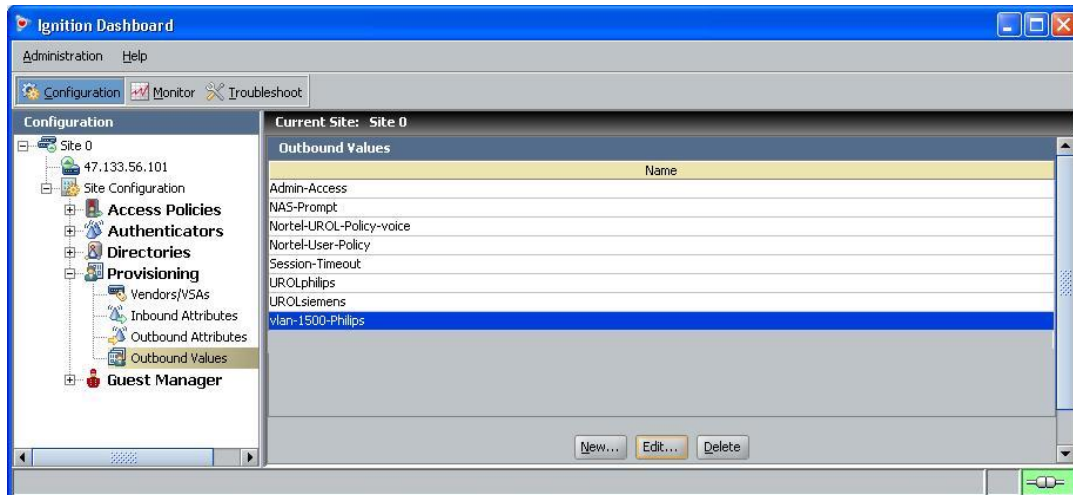 Ignition Dashboard
Administration Help
Configuration Monitor Troubleshoot
Configuration
Site 0
47.133.56.101
Site Configuration
Access Policies
Authenticators
Directories
Provisioning
Vendors/VSAs
Inbound Attributes
Outbound Attributes
Outbound Values
Guest Manager
Current Site: Site 0
Outbound Values
Name
Admin-Access
NAS-Prompt
Nortel-UROL-Policy-voice
Nortel-User-Policy
Session-Timeout
UROLphilips
UROLsiemens
vlan-1500-Philips
New... Edit... Delete